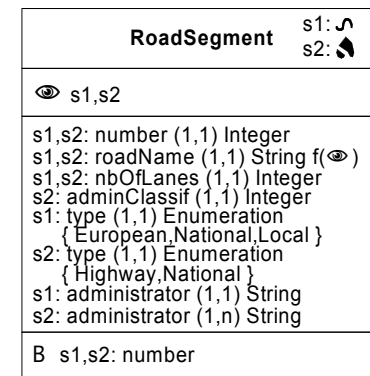 RoadSegment
s1:
s2:
s1,s2
s1,s2: number (1,1) Integer
s1,s2: roadName (1,1) String f( )
s1,s2: nbOfLanes (1,1) Integer
s2: adminClassif (1,1) Integer
s1: type (1,1) Enumeration
{ European,National,Local }
s2: type (1,1) Enumeration
{ Highway,National }
s1: administrator (1,1) String
s2: administrator (1,n) String
B s1,s2: number